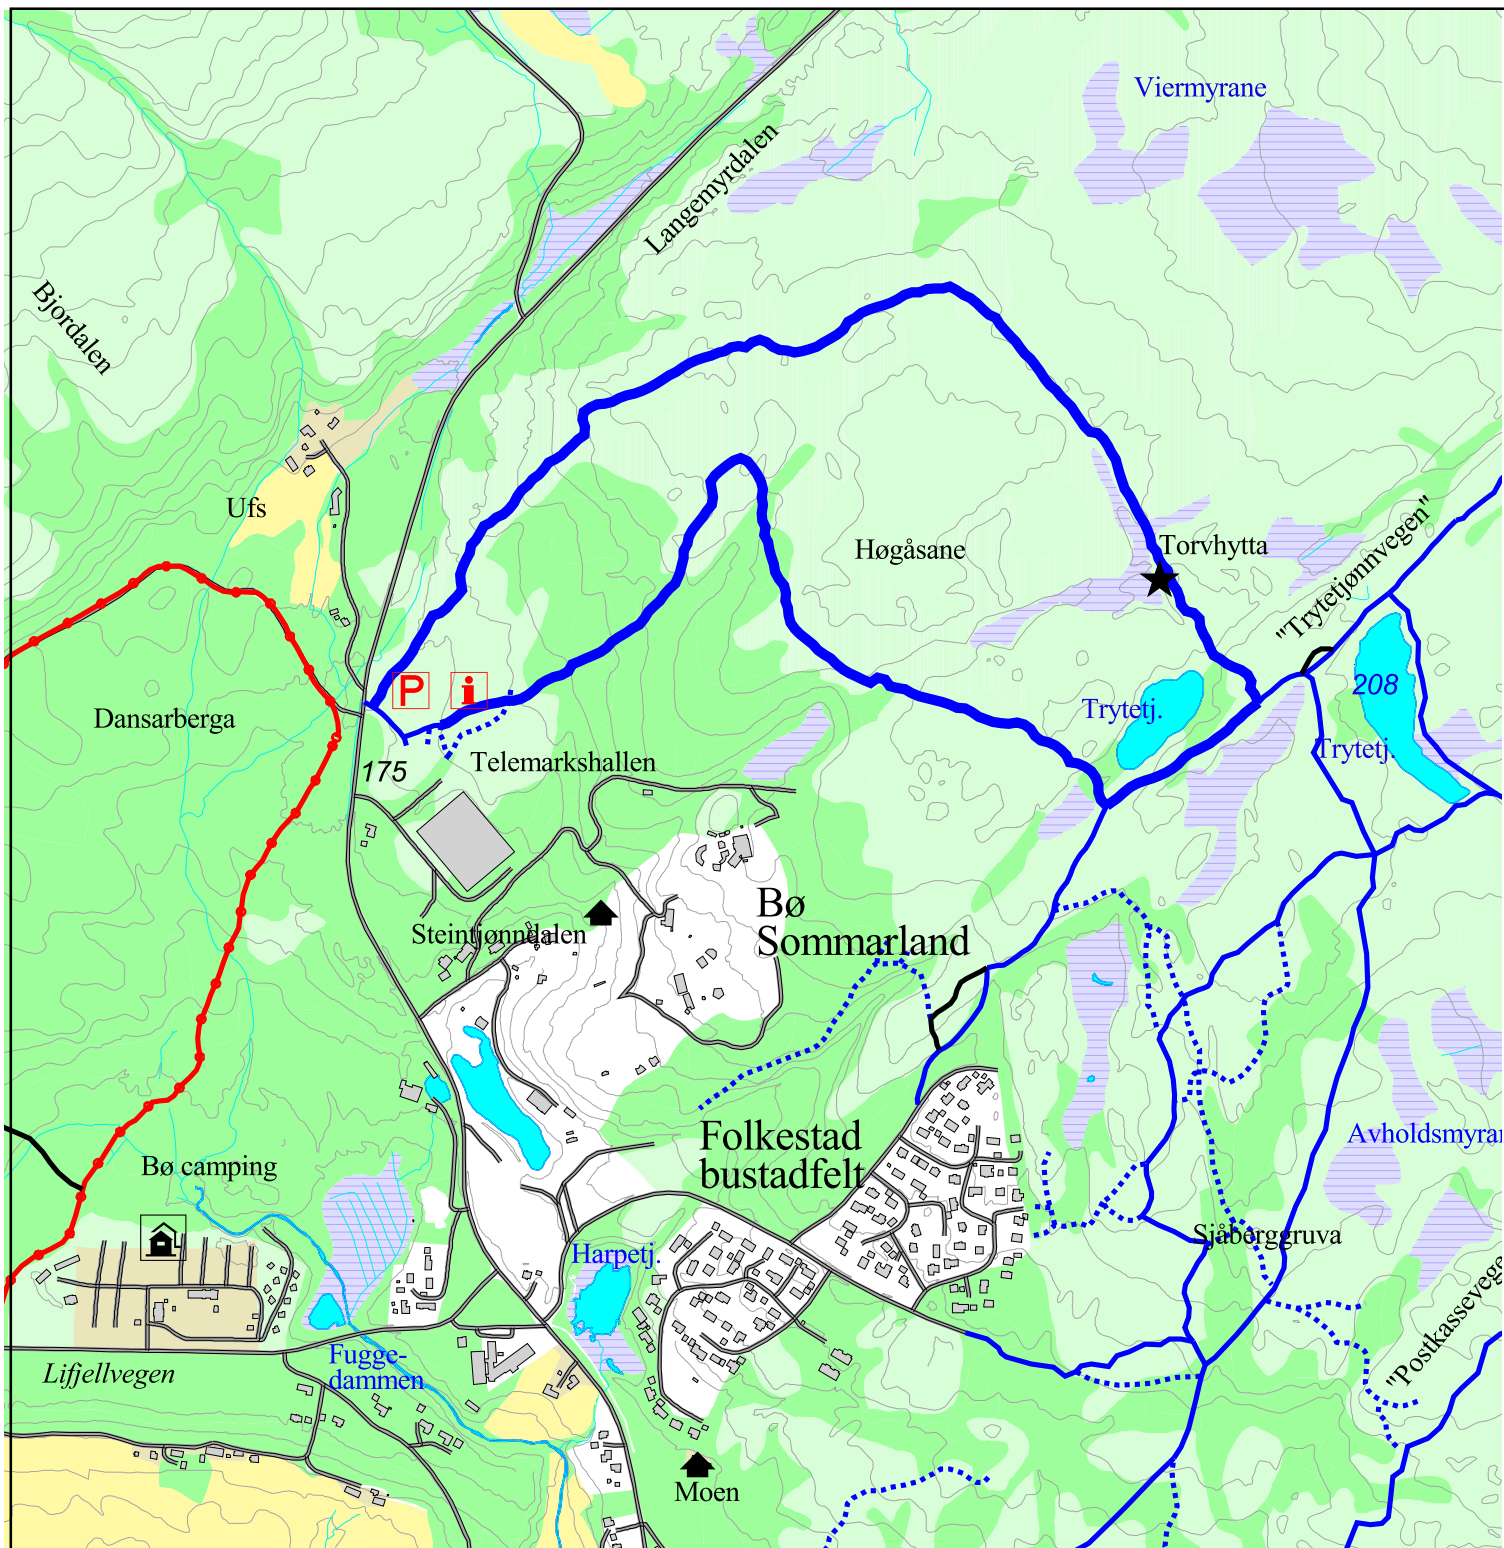 Viermyrane
Langemyrdalen
Bjordalen
Ufs
Høgåsane
Torvhytta
"Trytetjønnvegen"
P
i
208
Trytetj.
Dansarberga
Trytetj.
Telemarkshallen
175
Bø
Sommarland
Steintjønndalen
Folkestad
bustadfelt
Avholdsmyran
Bø camping
Sjåberggruva
Harpetj.
"Postkassevege
Fugge-
dammen
Lifjellvegen
Moen